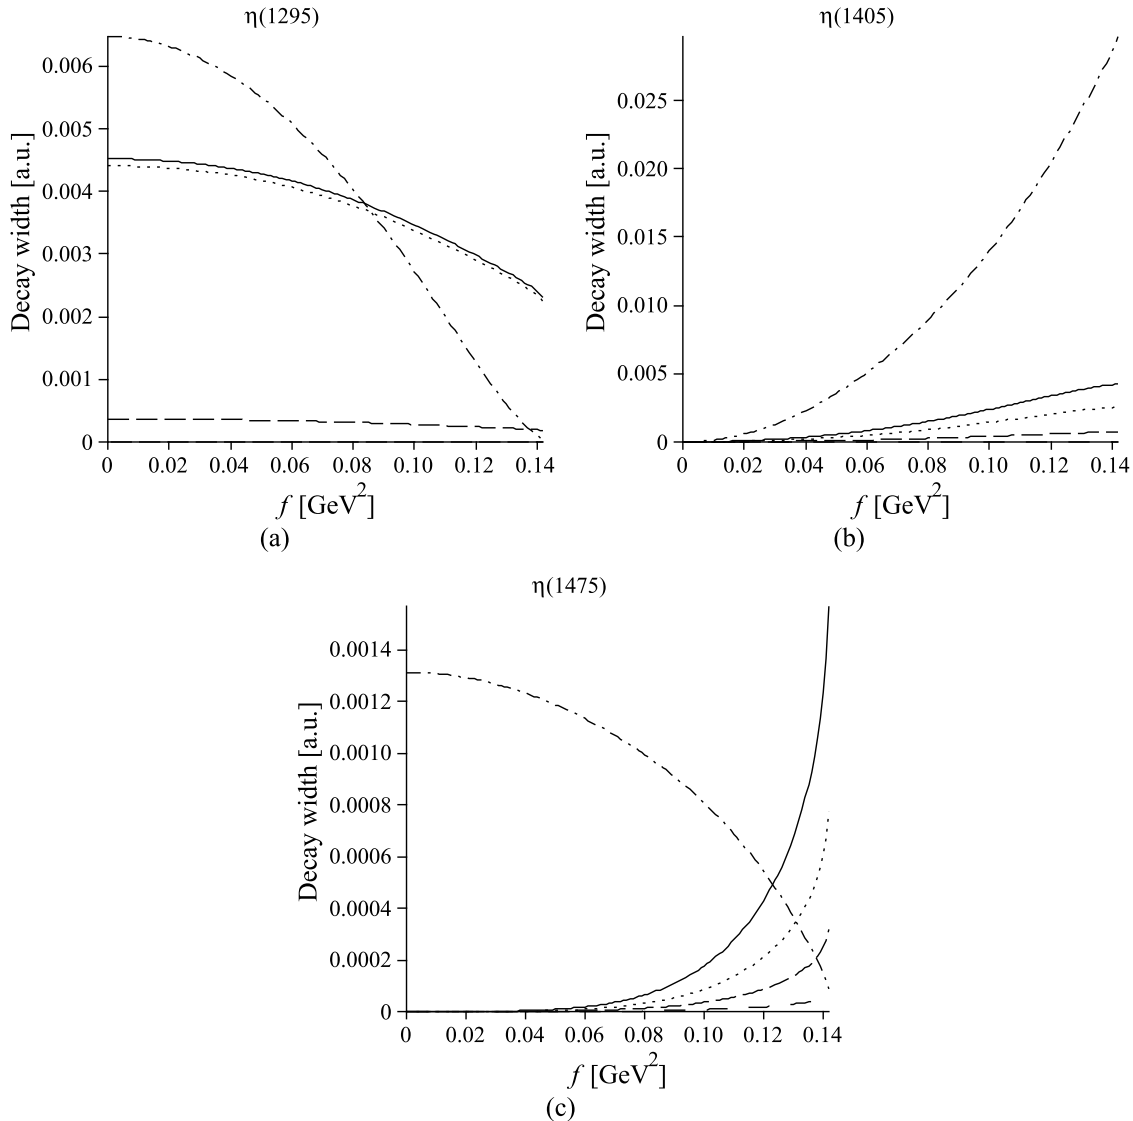 η(1295)
Decay width [a.u.]
0.006
0.005
0.004
0.003
0.002
0.001
0
0 0.02 0.04 0.06 0.08 0.10 0.12 0.14
f [GeV²]
(a)
η(1405)
Decay width [a.u.]
0.025
0.020
0.015
0.010
0.005
0
0 0.02 0.04 0.06 0.08 0.10 0.12 0.14
f [GeV²]
(b)
η(1475)
Decay width [a.u.]
0.0014
0.0012
0.0010
0.0008
0.0006
0.0004
0.0002
0
0 0.02 0.04 0.06 0.08 0.10 0.12 0.14
f [GeV²]
(c)